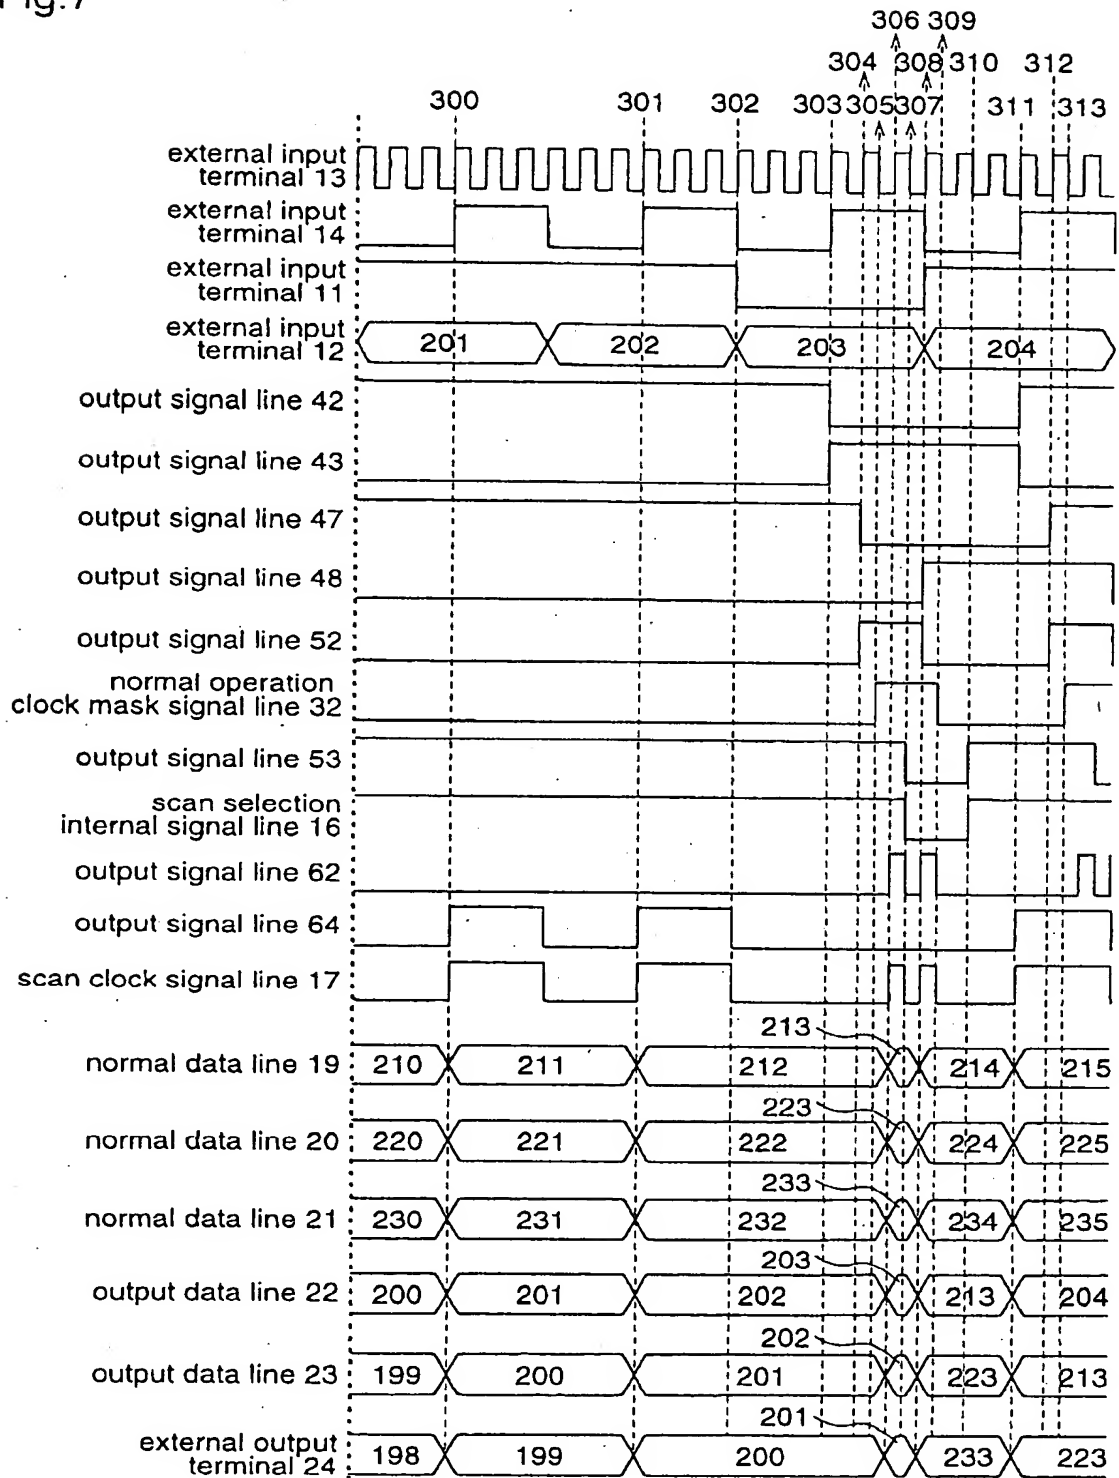 Fig.7
306 309
304 308 310 312
300 301 302 303 305 307 311 313
external input
terminal 13
external input
terminal 14
external input
terminal 11
external input
terminal 12
201 202 203 204
output signal line 42
output signal line 43
output signal line 47
output signal line 48
output signal line 52
normal operation
clock mask signal line 32
output signal line 53
scan selection
internal signal line 16
output signal line 62
output signal line 64
scan clock signal line 17
213
normal data line 19 210 211 212 214 215
223
normal data line 20 220 221 222 224 225
233
normal data line 21 230 231 232 234 235
203
output data line 22 200 201 202 213 204
202
output data line 23 199 200 201 223 213
201
external output
terminal 24 198 199 200 233 223